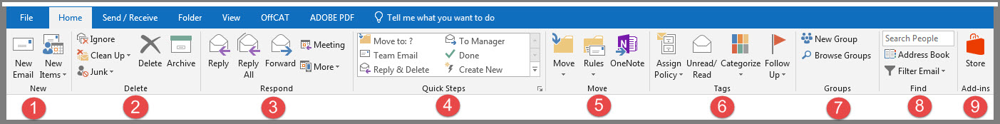 File Home Send / Receive Folder View OffCAT ADOBE PDF Tell me what you want to do
New Email
New Items
New
Ignore
Clean Up
Junk
Delete
Archive
Delete
Reply
Reply All
Forward
Meeting
More
Respond
Move to: ?
Team Email
Reply & Delete
To Manager
Done
Create New
Quick Steps
Move
Rules
OneNote
N
Move
Assign Policy
Unread/ Read
Categorize
Follow Up
Tags
New Group
Browse Groups
Groups
Search People
Address Book
Filter Email
Find
Store
Add-ins
1 2 3 4 5 6 7 8 9